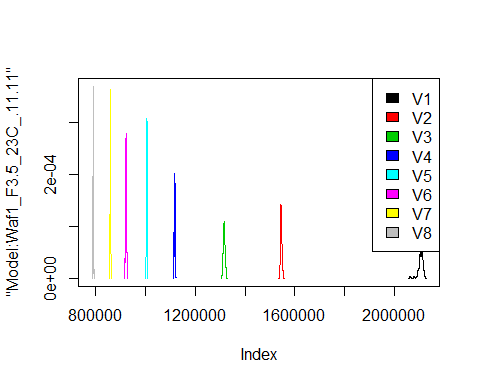 "Model:Waf1_F3.5_23C_.11.11"
2e-04
0e+00
V1
V2
V3
V4
V5
V6
V7
V8
800000
1200000
1600000
2000000
Index